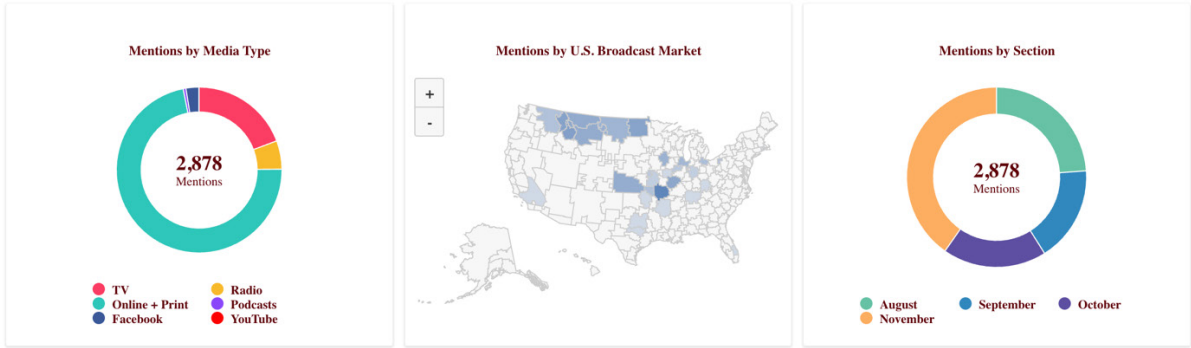 Mentions by Media Type
2,878
Mentions
TV
Radio
Online + Print
Podcasts
Facebook
YouTube
Mentions by U.S. Broadcast Market
+
-
Mentions by Section
2,878
Mentions
August
September
October
November